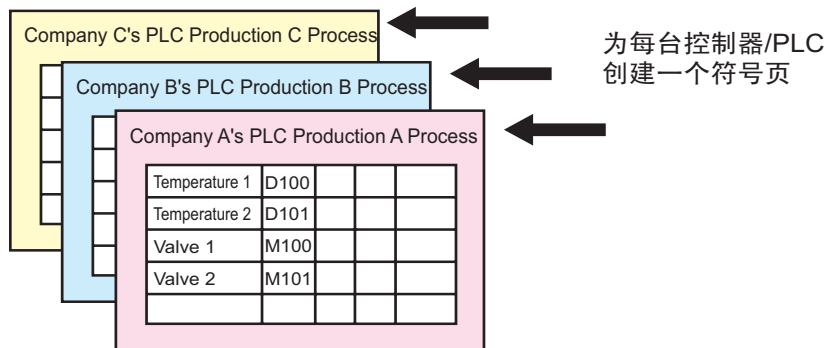 Company C's PLC Production C Process
为每台控制器/PLC
创建一个符号页
Company B's PLC Production B Process
Company A's PLC Production A Process
Temperature 1 D100
Temperature 2 D101
Valve 1 M100
Valve 2 M101